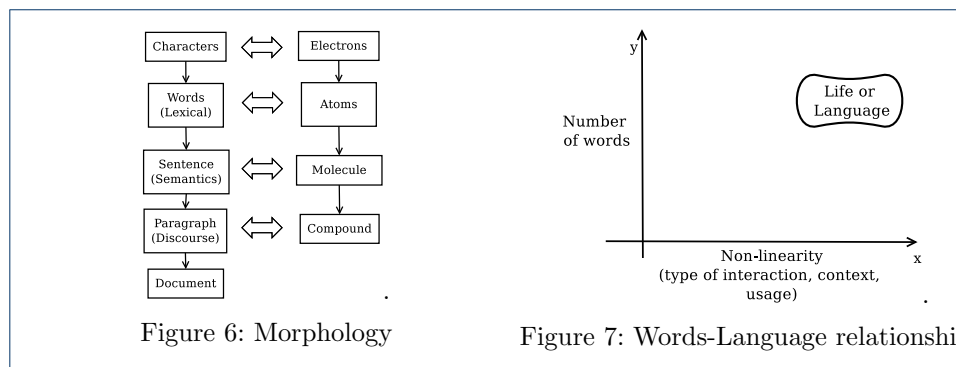 Characters
Electrons
Words
(Lexical)
Atoms
Sentence
(Semantics)
Molecule
Paragraph
(Discourse)
Compound
Document
.
Figure 6: Morphology
y
Life or
Language
Number
of words
x
Non-linearity
(type of interaction, context,
usage)
.
Figure 7: Words-Language relationshi